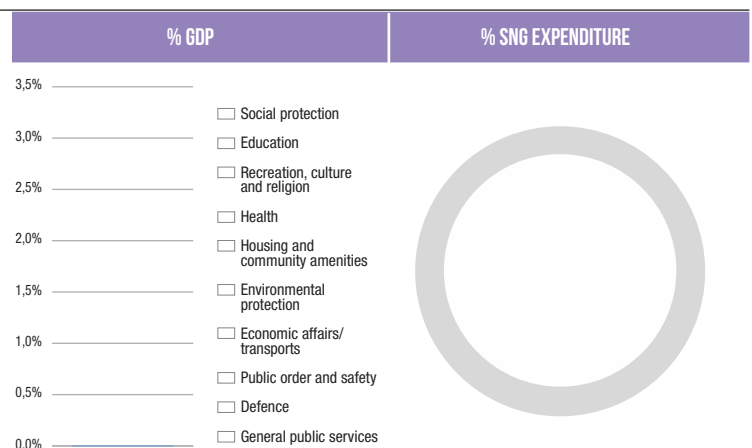 % GDP
% SNG EXPENDITURE
3,5%
3,0%
2,5%
2,0%
1,5%
1,0%
0,5%
0,0%
Social protection
Education
Recreation, culture
and religion
Health
Housing and
community amenities
Environmental
protection
Economic affairs/
transports
Public order and safety
Defence
General public services